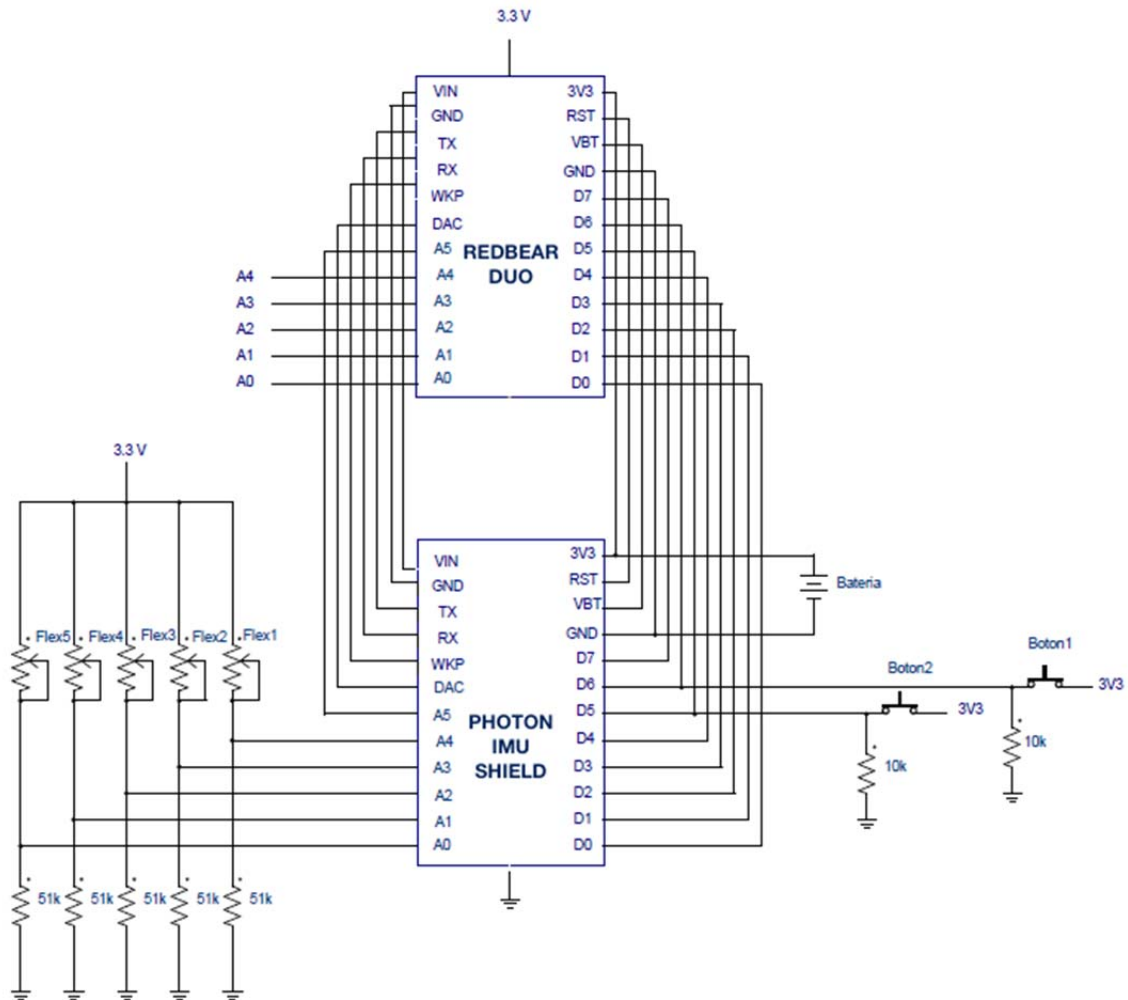 3.3 V
VIN
GND
TX
RX
WKP
DAC
A5
A4
A3
A2
A1
A0
REDBEAR
DUO
3V3
RST
VBT
GND
D7
D6
D5
D4
D3
D2
D1
D0
A4
A3
A2
A1
A0
3.3 V
Flex5
Flex4
Flex3
Flex2
Flex1
51k
51k
51k
51k
51k
VIN
GND
TX
RX
WKP
DAC
A5
A4
A3
A2
A1
A0
PHOTON
IMU
SHIELD
3V3
RST
VBT
GND
D7
D6
D5
D4
D3
D2
D1
D0
Bateria
Boton2
3V3
10k
Boton1
3V3
10k